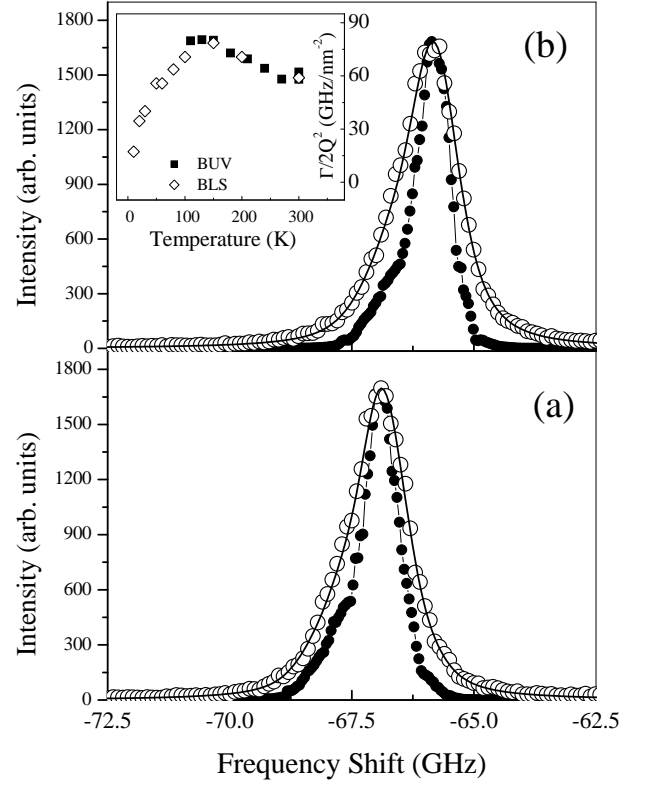 1800
1500
1200
900
600
300
0
Intensity (arb. units)
(b)
90
60
30
0
Γ/2Q² (GHz/nm⁻²)
BUV
BLS
0 100 200 300
Temperature (K)
1800
1500
1200
900
600
300
0
Intensity (arb. units)
(a)
-72.5 -70.0 -67.5 -65.0 -62.5
Frequency Shift (GHz)